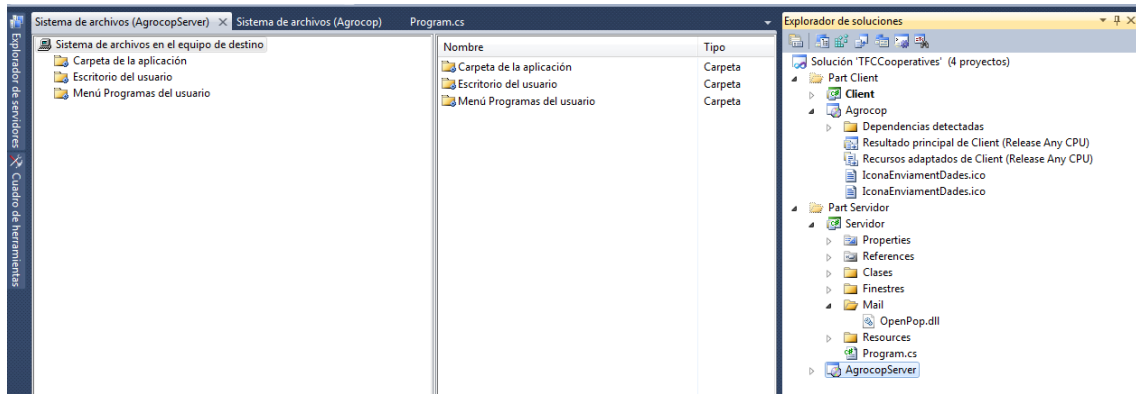 Sistema de archivos (AgrocopServer)
Sistema de archivos (Agrocop)
Program.cs
Explorador de servidores
Cuadro de herramientas
Sistema de archivos en el equipo de destino
Carpeta de la aplicación
Escritorio del usuario
Menú Programas del usuario
Nombre Tipo
Carpeta de la aplicación Carpeta
Escritorio del usuario Carpeta
Menú Programas del usuario Carpeta
Explorador de soluciones
Solución 'TFCCooperatives' (4 proyectos)
Part Client
Client
Agrocop
Dependencias detectadas
Resultado principal de Client (Release Any CPU)
Recursos adaptados de Client (Release Any CPU)
IconaEnviamentDades.ico
IconaEnviamentDades.ico
Part Servidor
Servidor
Properties
References
Clases
Finestres
Mail
OpenPop.dll
Resources
Program.cs
AgrocopServer